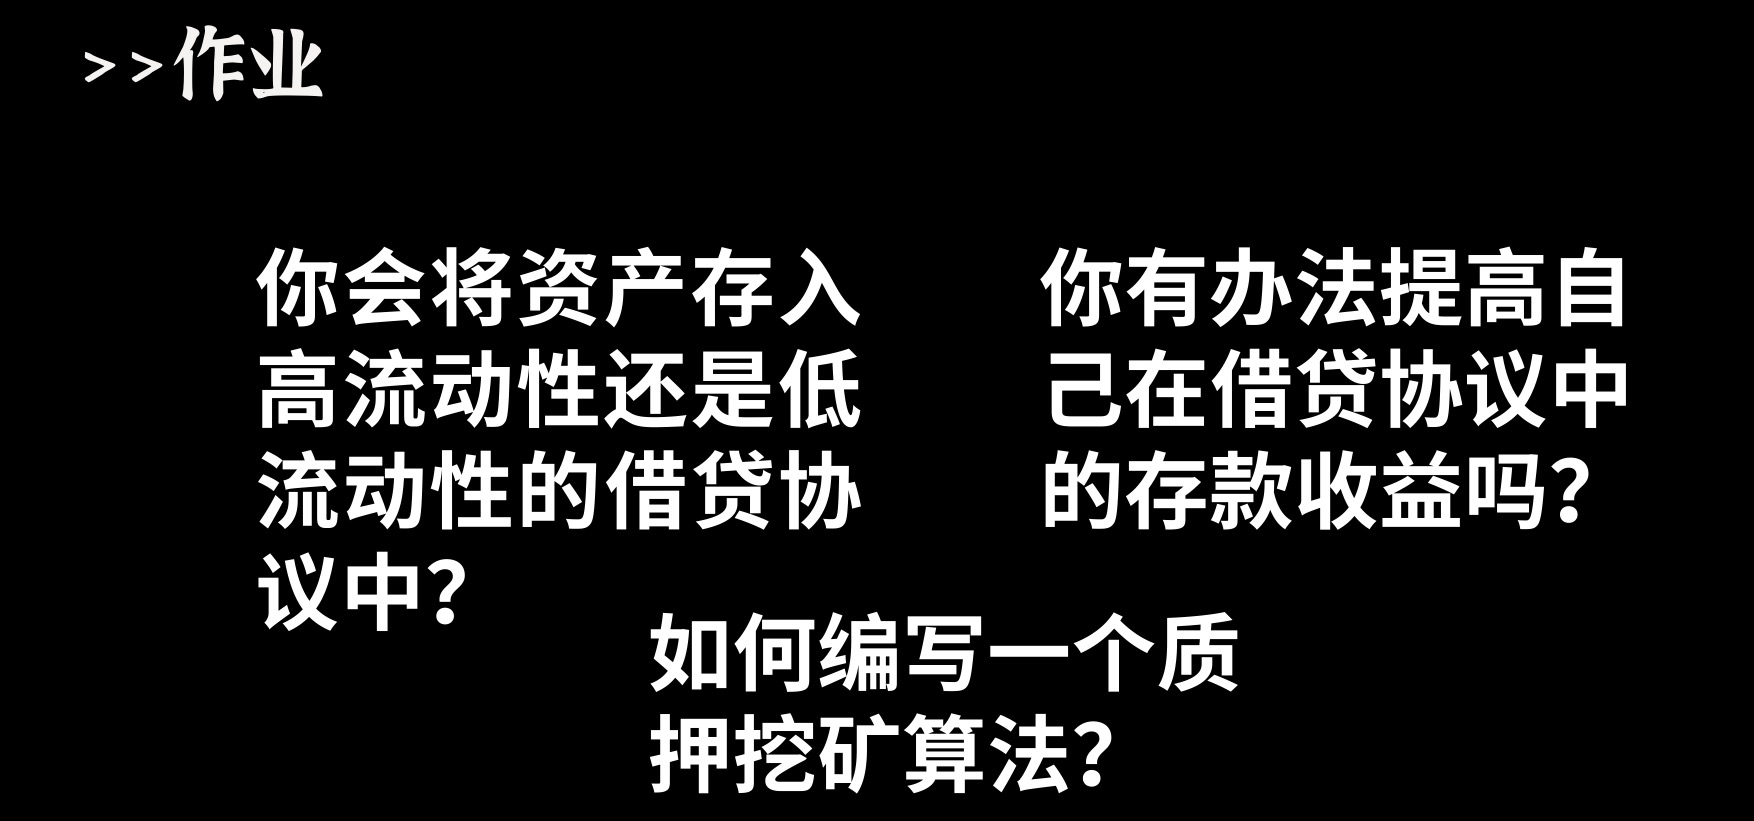 >>作业
你会将资产存入
高流动性还是低
流动性的借贷协
议中？
你有办法提高自
己在借贷协议中
的存款收益吗？
如何编写一个质
押挖矿算法？